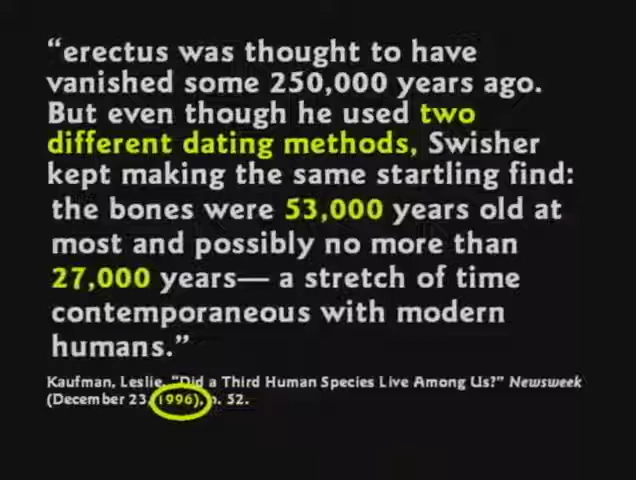 “erectus was thought to have
vanished some 250,000 years ago.
But even though he used two
different dating methods, Swisher
kept making the same startling find:
the bones were 53,000 years old at
most and possibly no more than
27,000 years— a stretch of time
contemporaneous with modern
humans.”
Kaufman, Leslie, "Did a Third Human Species Live Among Us?" Newsweek
(December 23, 1996), p. 52.